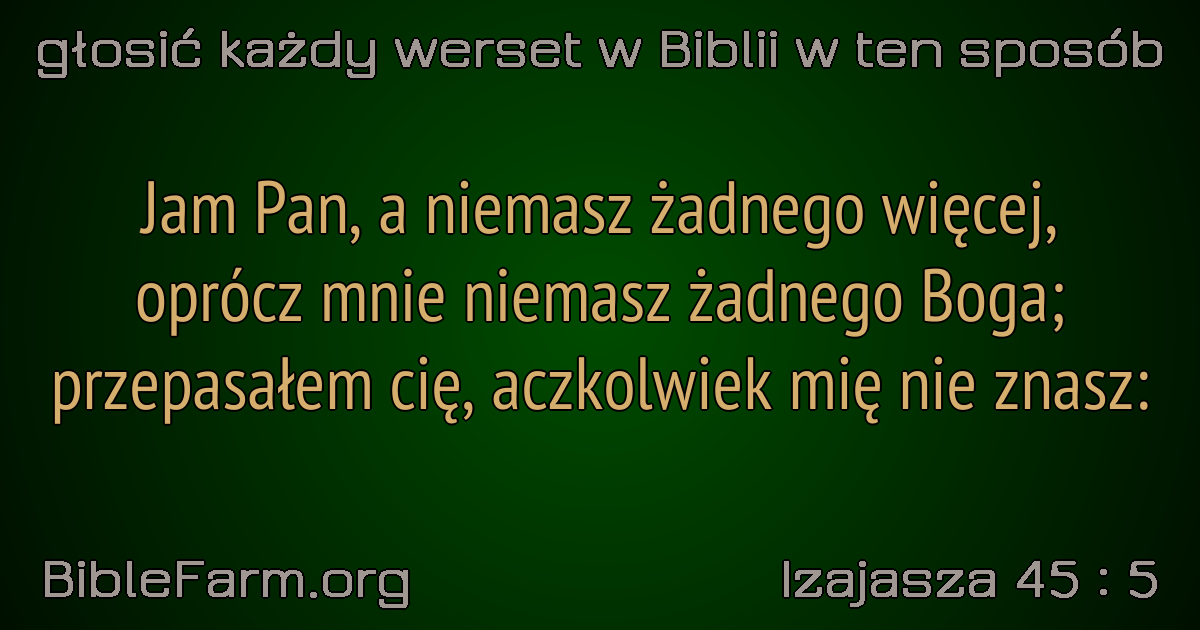 głosić każdy werset w Biblii w ten sposób
Jam Pan, a niemasz żadnego więcej,
oprócz mnie niemasz żadnego Boga;
przepasałem cię, aczkolwiek mię nie znasz:
BibleFarm.org
Izajasza 45 : 5